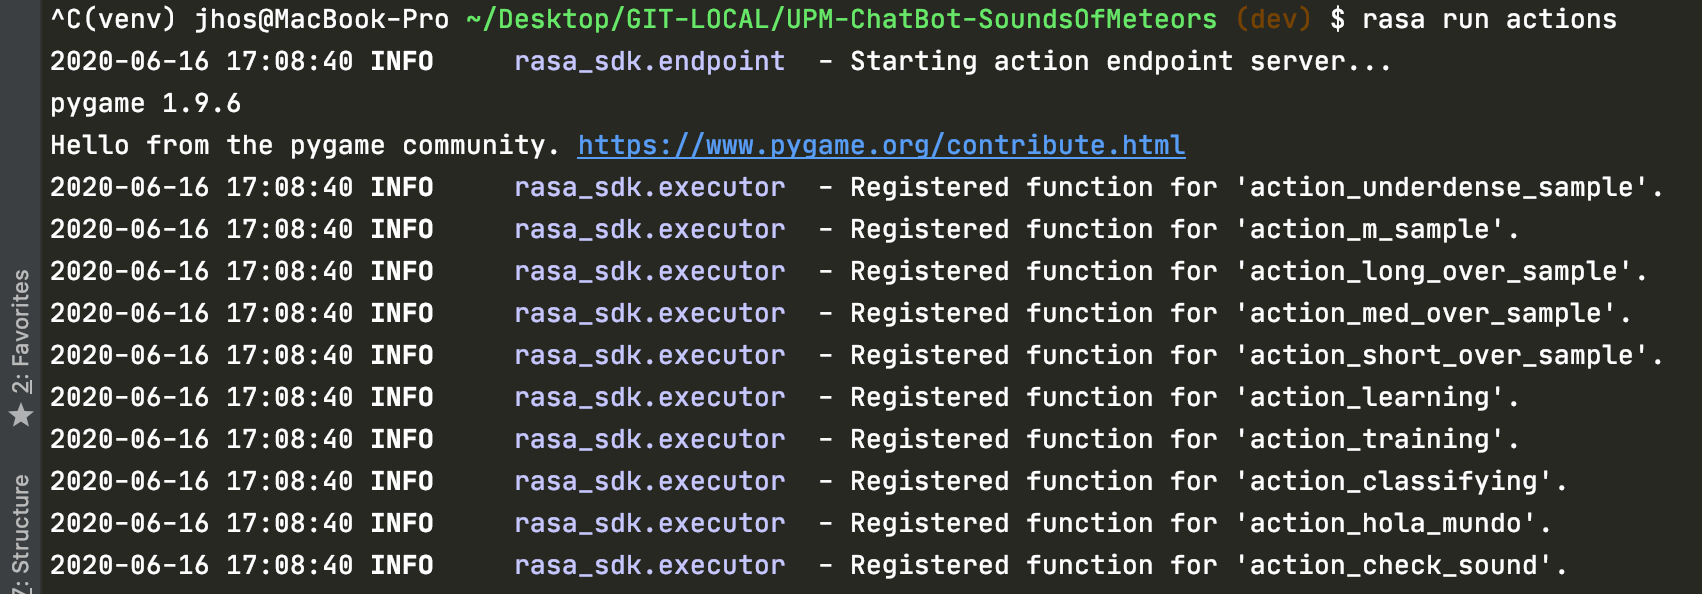 ^C(venv) jhos@MacBook-Pro ~/Desktop/GIT-LOCAL/UPM-ChatBot-SoundsOfMeteors (dev) $ rasa run actions
2020-06-16 17:08:40 INFO     rasa_sdk.endpoint  - Starting action endpoint server...
pygame 1.9.6
Hello from the pygame community. https://www.pygame.org/contribute.html
2020-06-16 17:08:40 INFO     rasa_sdk.executor  - Registered function for 'action_underdense_sample'.
2020-06-16 17:08:40 INFO     rasa_sdk.executor  - Registered function for 'action_m_sample'.
2020-06-16 17:08:40 INFO     rasa_sdk.executor  - Registered function for 'action_long_over_sample'.
2020-06-16 17:08:40 INFO     rasa_sdk.executor  - Registered function for 'action_med_over_sample'.
2020-06-16 17:08:40 INFO     rasa_sdk.executor  - Registered function for 'action_short_over_sample'.
2020-06-16 17:08:40 INFO     rasa_sdk.executor  - Registered function for 'action_learning'.
2020-06-16 17:08:40 INFO     rasa_sdk.executor  - Registered function for 'action_training'.
2020-06-16 17:08:40 INFO     rasa_sdk.executor  - Registered function for 'action_classifying'.
2020-06-16 17:08:40 INFO     rasa_sdk.executor  - Registered function for 'action_hola_mundo'.
2020-06-16 17:08:40 INFO     rasa_sdk.executor  - Registered function for 'action_check_sound'.
2: Favorites
7: Structure